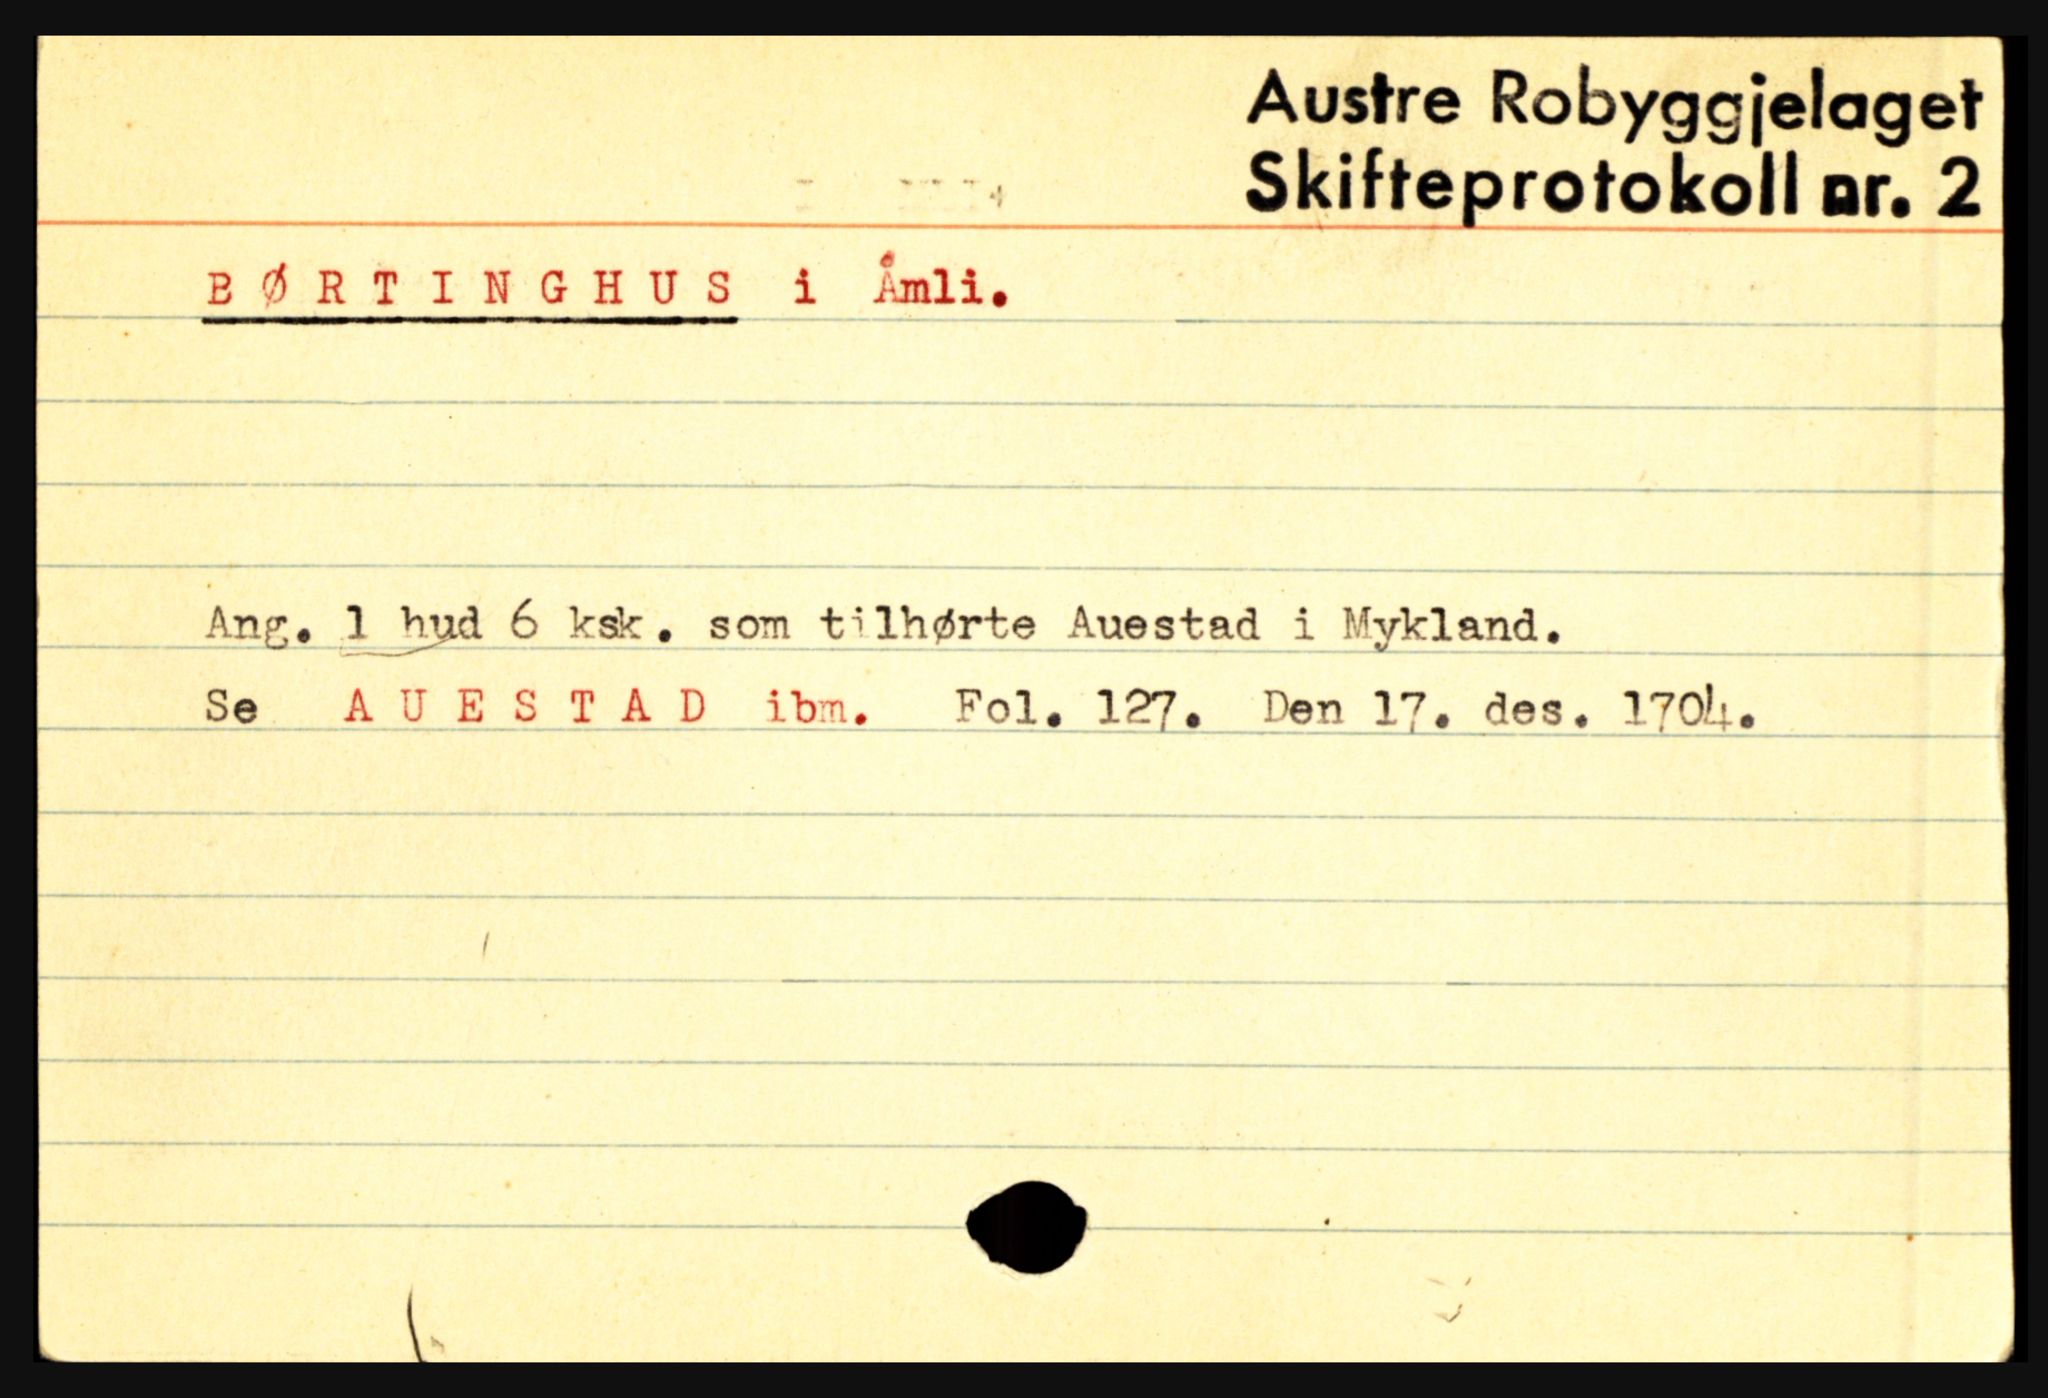 Austre Robyggjelaget
Skifteprotokoll nr. 2
BØRTINGHUS i Åmli.
Ang. 1 hud 6 ksk. som tilhørte Auestad i Mykland.
Se AUESTAD ibm. Fol. 127. Den 17. des. 1704.